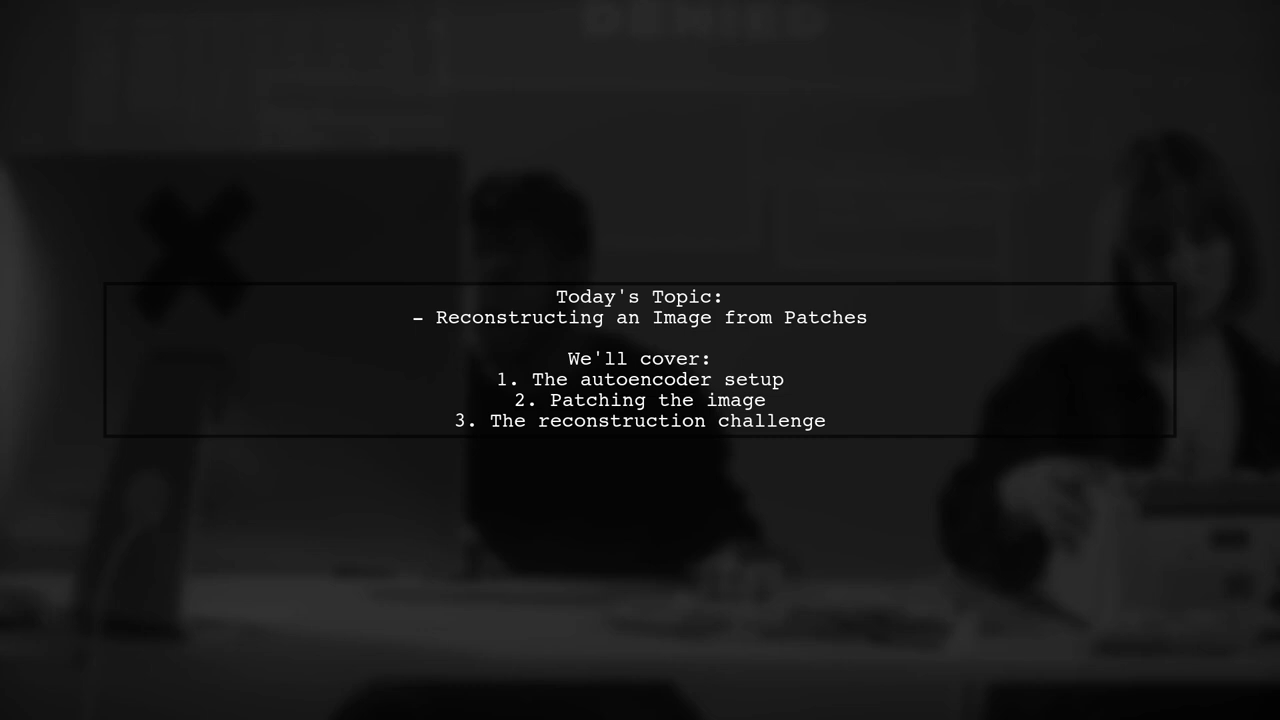 DENIED
Today's Topic:
- Reconstructing an Image from Patches
We'll cover:
1. The autoencoder setup
2. Patching the image
3. The reconstruction challenge